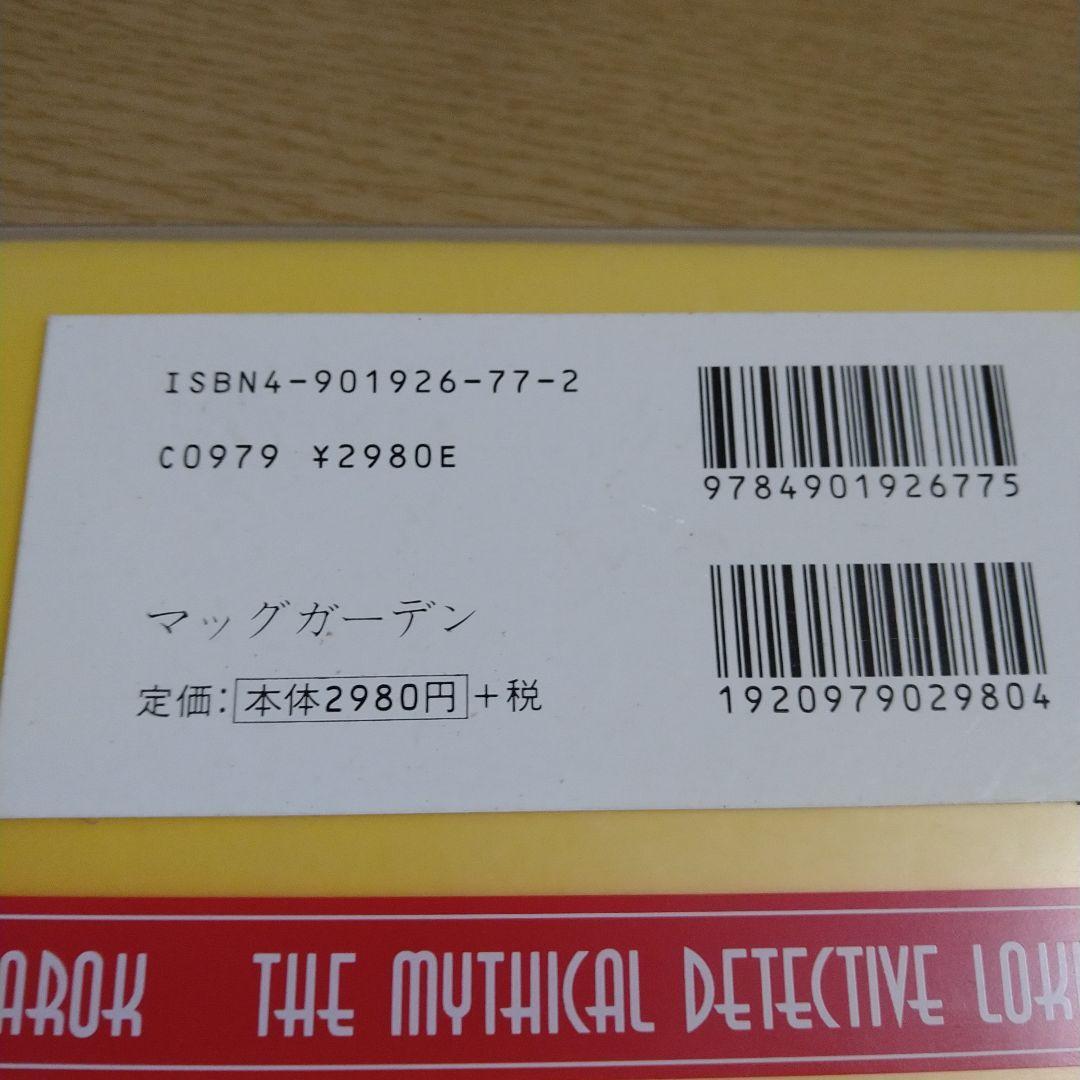 ISBN4-901926-77-2
C0979 ¥2980E
9784901926775
マッグガーデン
定価:本体2980円+税
1920979029804
AROK THE MYTHICAL DETECTIVE LOK